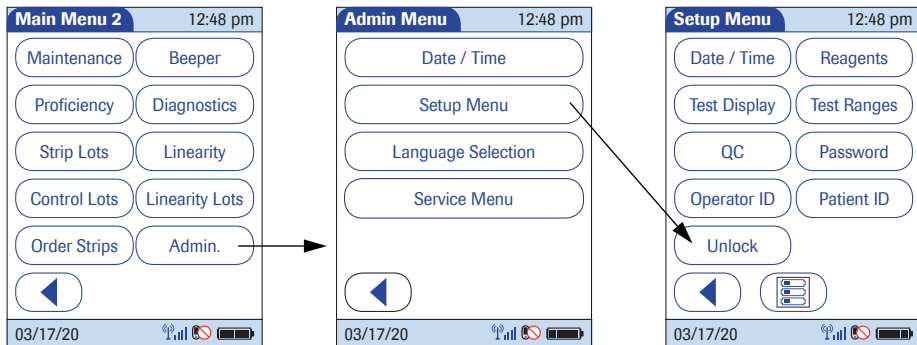 Main Menu 2 12:48 pm
Maintenance Beeper
Proficiency Diagnostics
Strip Lots Linearity
Control Lots Linearity Lots
Order Strips Admin.
03/17/20
Admin Menu 12:48 pm
Date / Time
Setup Menu
Language Selection
Service Menu
03/17/20
Setup Menu 12:48 pm
Date / Time Reagents
Test Display Test Ranges
QC Password
Operator ID Patient ID
Unlock
03/17/20